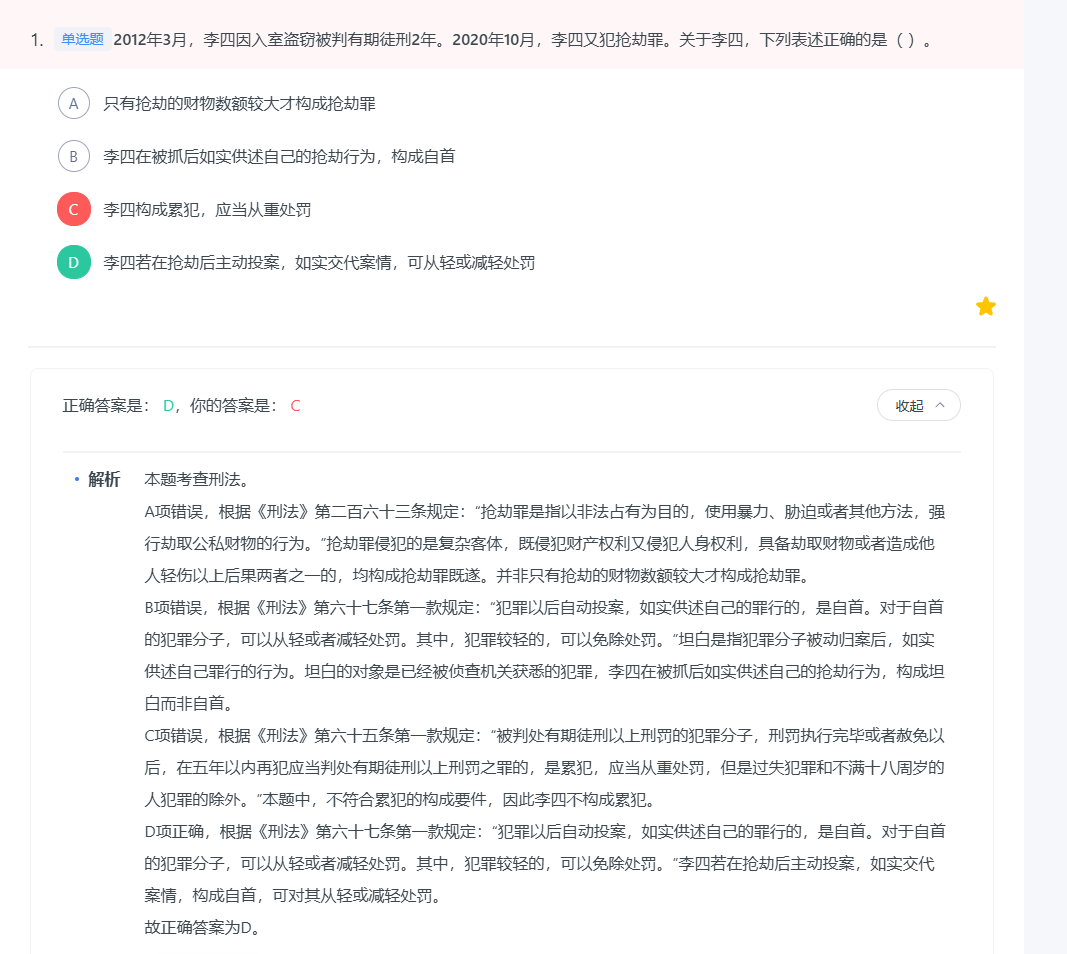 1. 单选题 2012年3月，李四因入室盗窃被判有期徒刑2年。2020年10月，李四又犯抢劫罪。关于李四，下列表述正确的是（ ）。
A 只有抢劫的财物数额较大才构成抢劫罪
B 李四在被抓后如实供述自己的抢劫行为，构成自首
C 李四构成累犯，应当从重处罚
D 李四若在抢劫后主动投案，如实交代案情，可从轻或减轻处罚
正确答案是： D，你的答案是： C 收起
解析 本题考查刑法。
A项错误，根据《刑法》第二百六十三条规定：“抢劫罪是指以非法占有为目的，使用暴力、胁迫或者其他方法，强
行劫取公私财物的行为。”抢劫罪侵犯的是复杂客体，既侵犯财产权利又侵犯人身权利，具备劫取财物或者造成他
人轻伤以上后果两者之一的，均构成抢劫罪既遂。并非只有抢劫的财物数额较大才构成抢劫罪。
B项错误，根据《刑法》第六十七条第一款规定：“犯罪以后自动投案，如实供述自己的罪行的，是自首。对于自首
的犯罪分子，可以从轻或者减轻处罚。其中，犯罪较轻的，可以免除处罚。”坦白是指犯罪分子被动归案后，如实
供述自己罪行的行为。坦白的对象是已经被侦查机关获悉的犯罪，李四在被抓后如实供述自己的抢劫行为，构成坦
白而非自首。
C项错误，根据《刑法》第六十五条第一款规定：“被判处有期徒刑以上刑罚的犯罪分子，刑罚执行完毕或者赦免以
后，在五年以内再犯应当判处有期徒刑以上刑罚之罪的，是累犯，应当从重处罚，但是过失犯罪和不满十八周岁的
人犯罪的除外。”本题中，不符合累犯的构成要件，因此李四不构成累犯。
D项正确，根据《刑法》第六十七条第一款规定：“犯罪以后自动投案，如实供述自己的罪行的，是自首。对于自首
的犯罪分子，可以从轻或者减轻处罚。其中，犯罪较轻的，可以免除处罚。”李四若在抢劫后主动投案，如实交代
案情，构成自首，可对其从轻或减轻处罚。
故正确答案为D。